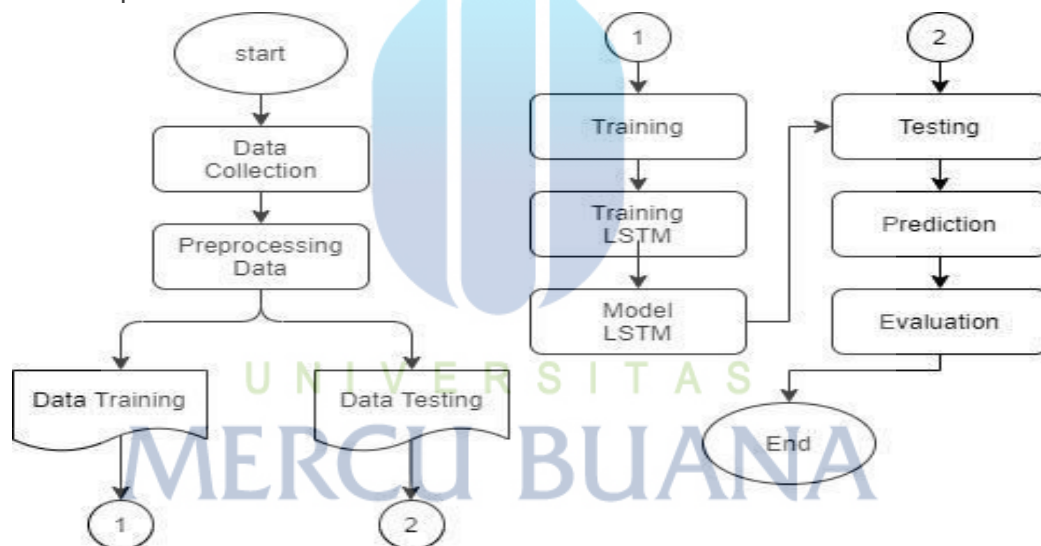 start
Data
Collection
Preprocessing
Data
Data Training
Data Testing
1
2
1
Training
Training
LSTM
Model
LSTM
2
Testing
Prediction
Evaluation
End
UNIVERSITAS
MERCU BUANA